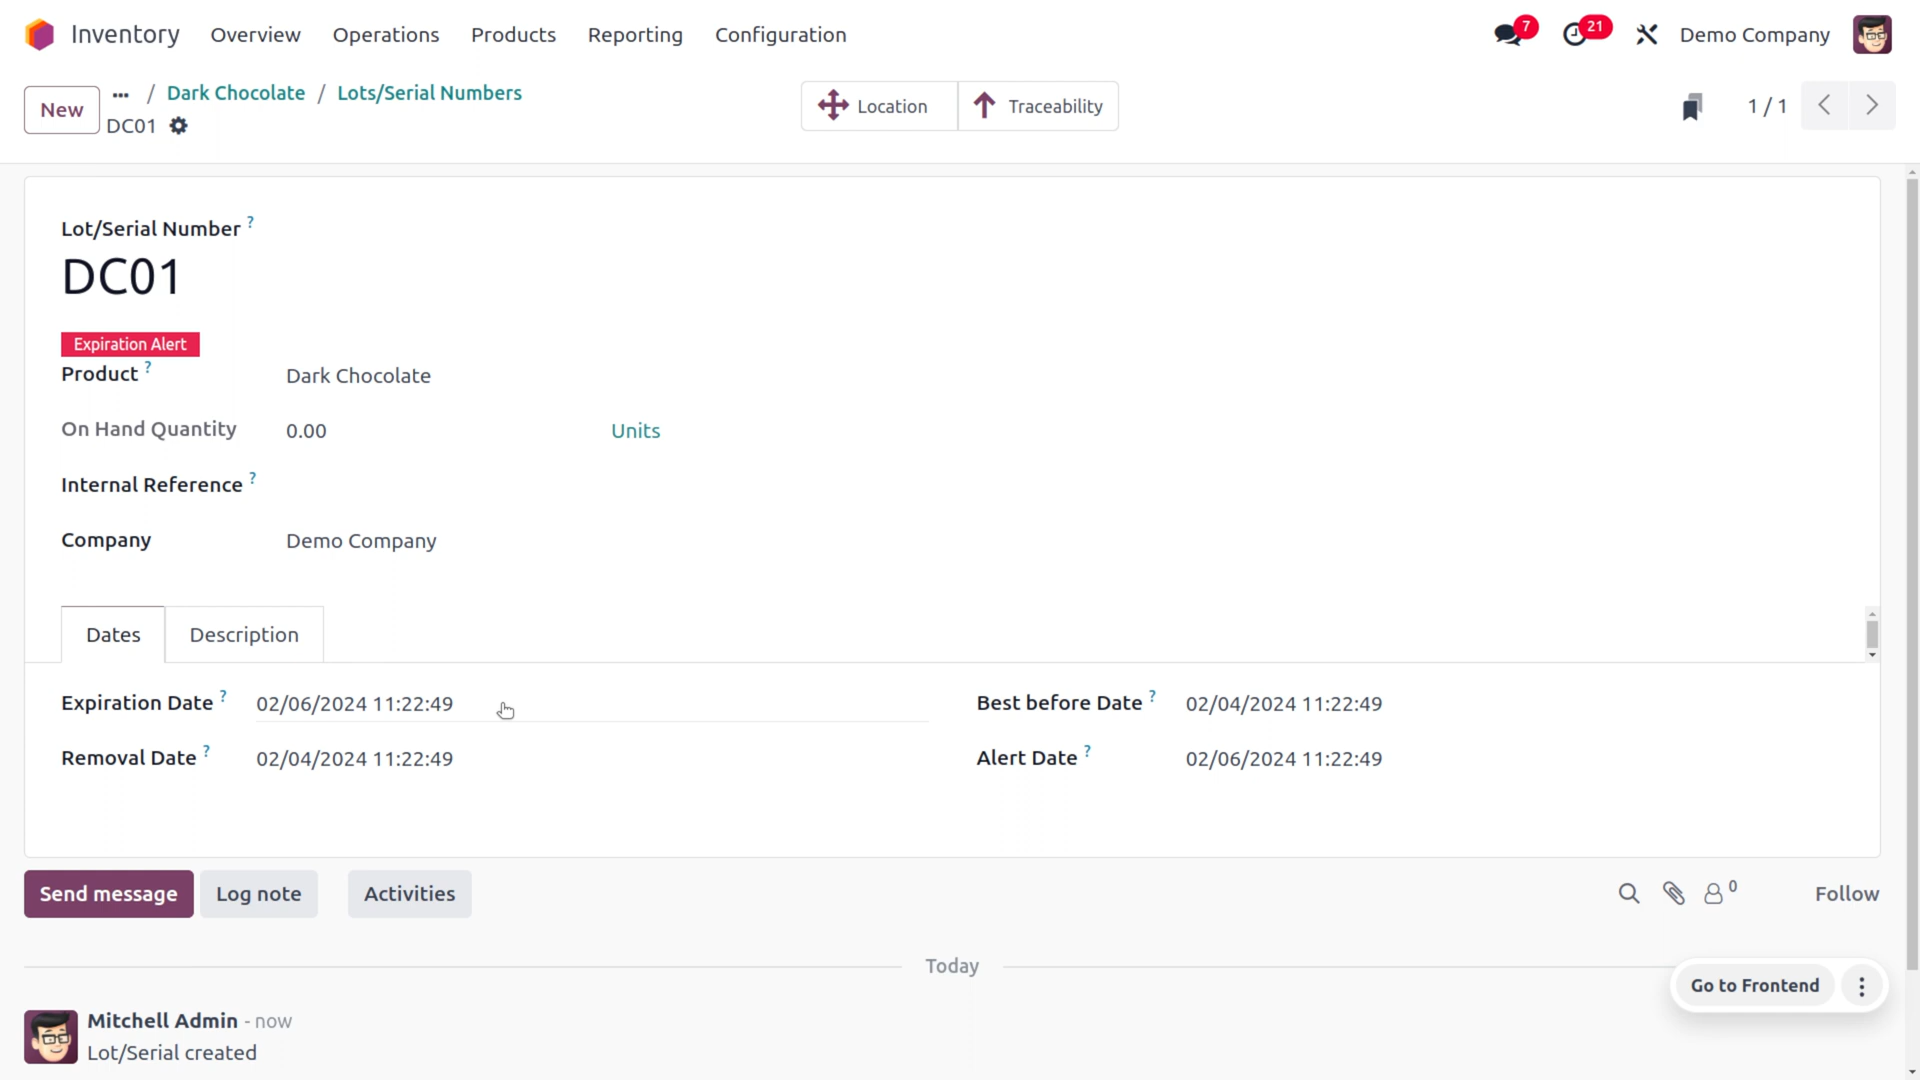 Inventory Overview Operations Products Reporting Configuration 7 21 Demo Company
New ... / Dark Chocolate / Lots/Serial Numbers
DC01
Location Traceability 1 / 1
Lot/Serial Number ?
DC01
Expiration Alert
Product ? Dark Chocolate
On Hand Quantity 0.00 Units
Internal Reference ?
Company Demo Company
Dates Description
Expiration Date ? 02/06/2024 11:22:49 Best before Date ? 02/04/2024 11:22:49
Removal Date ? 02/04/2024 11:22:49 Alert Date ? 02/06/2024 11:22:49
Send message Log note Activities 0 Follow
Today
Go to Frontend
Mitchell Admin - now
Lot/Serial created